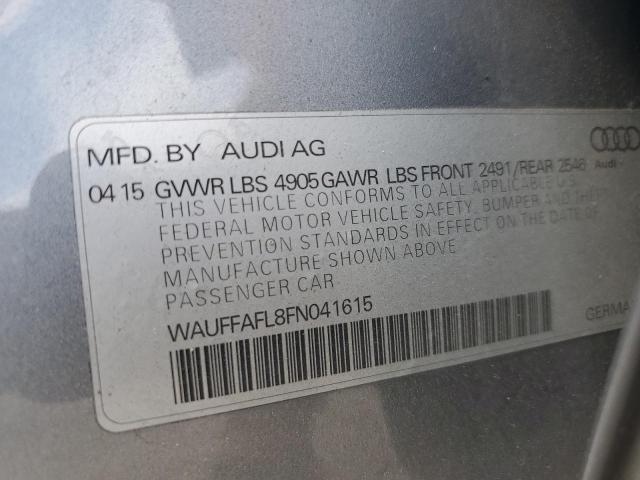 MFD. BY AUDI AG
04 15 GVWR LBS 4905 GAWR LBS FRONT 2491/REAR 2546
THIS VEHICLE CONFORMS TO ALL APPLICABLE U.S.
FEDERAL MOTOR VEHICLE SAFETY, BUMPER AND THEFT
PREVENTION STANDARDS IN EFFECT ON THE DATE OF
MANUFACTURE SHOWN ABOVE
PASSENGER CAR
WAUFFAFL8FN041615
Audi